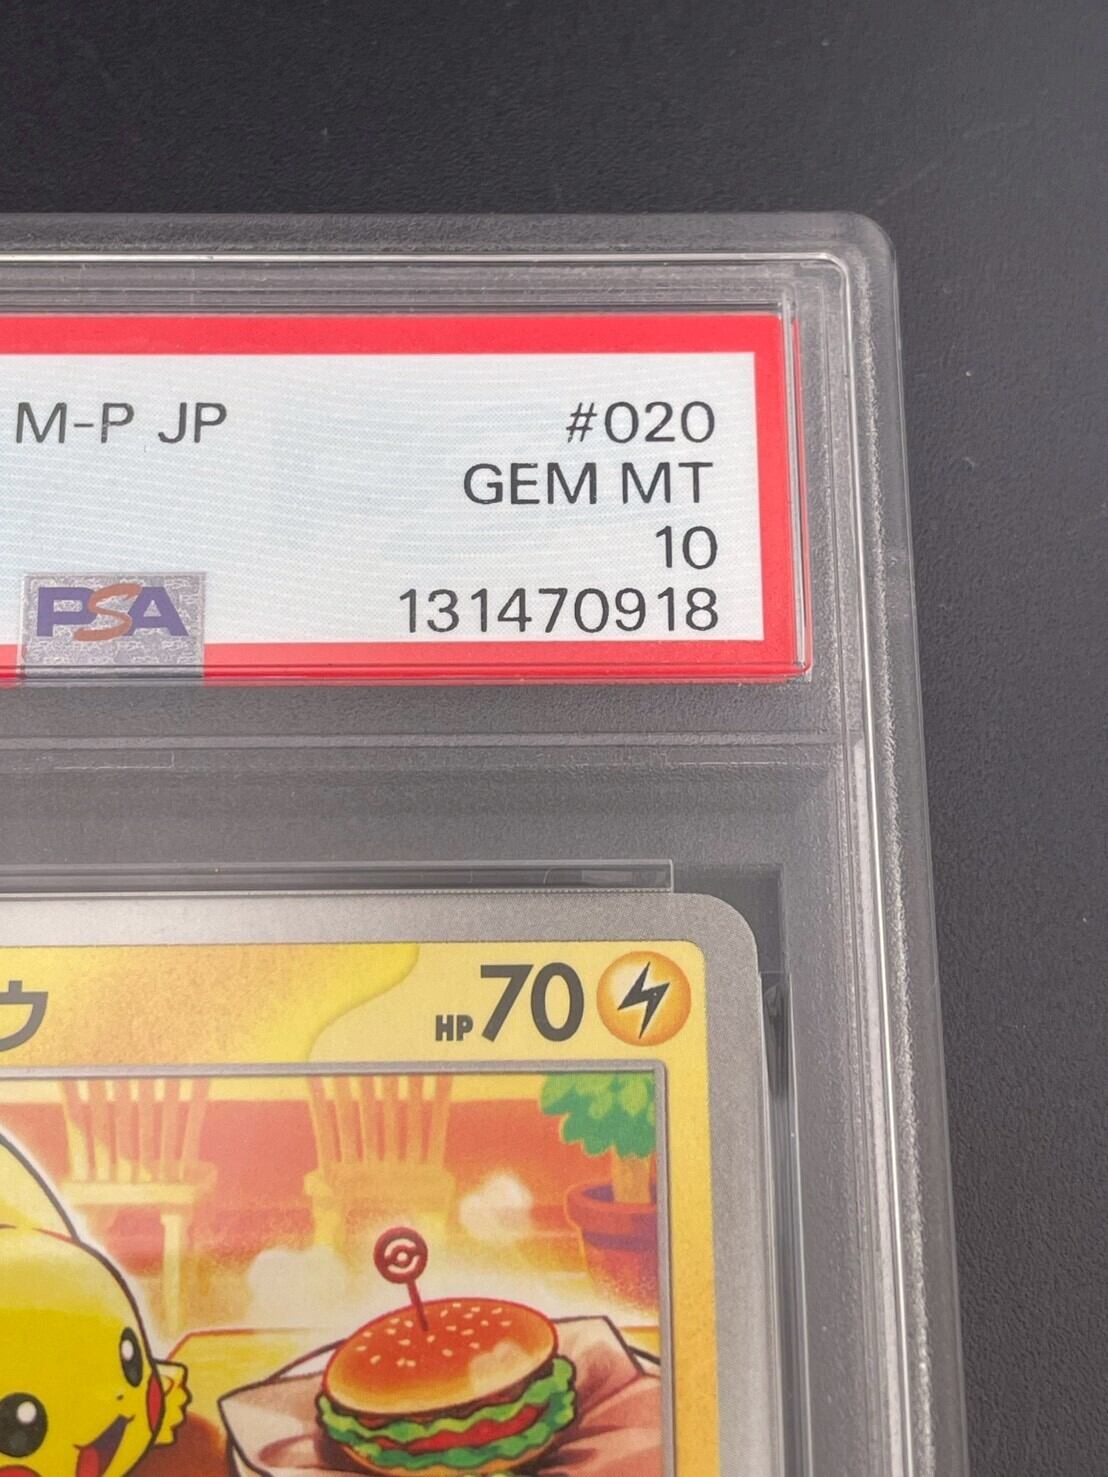 M-P JP
#020
GEM MT
10
PSA
131470918
ウ
HP70